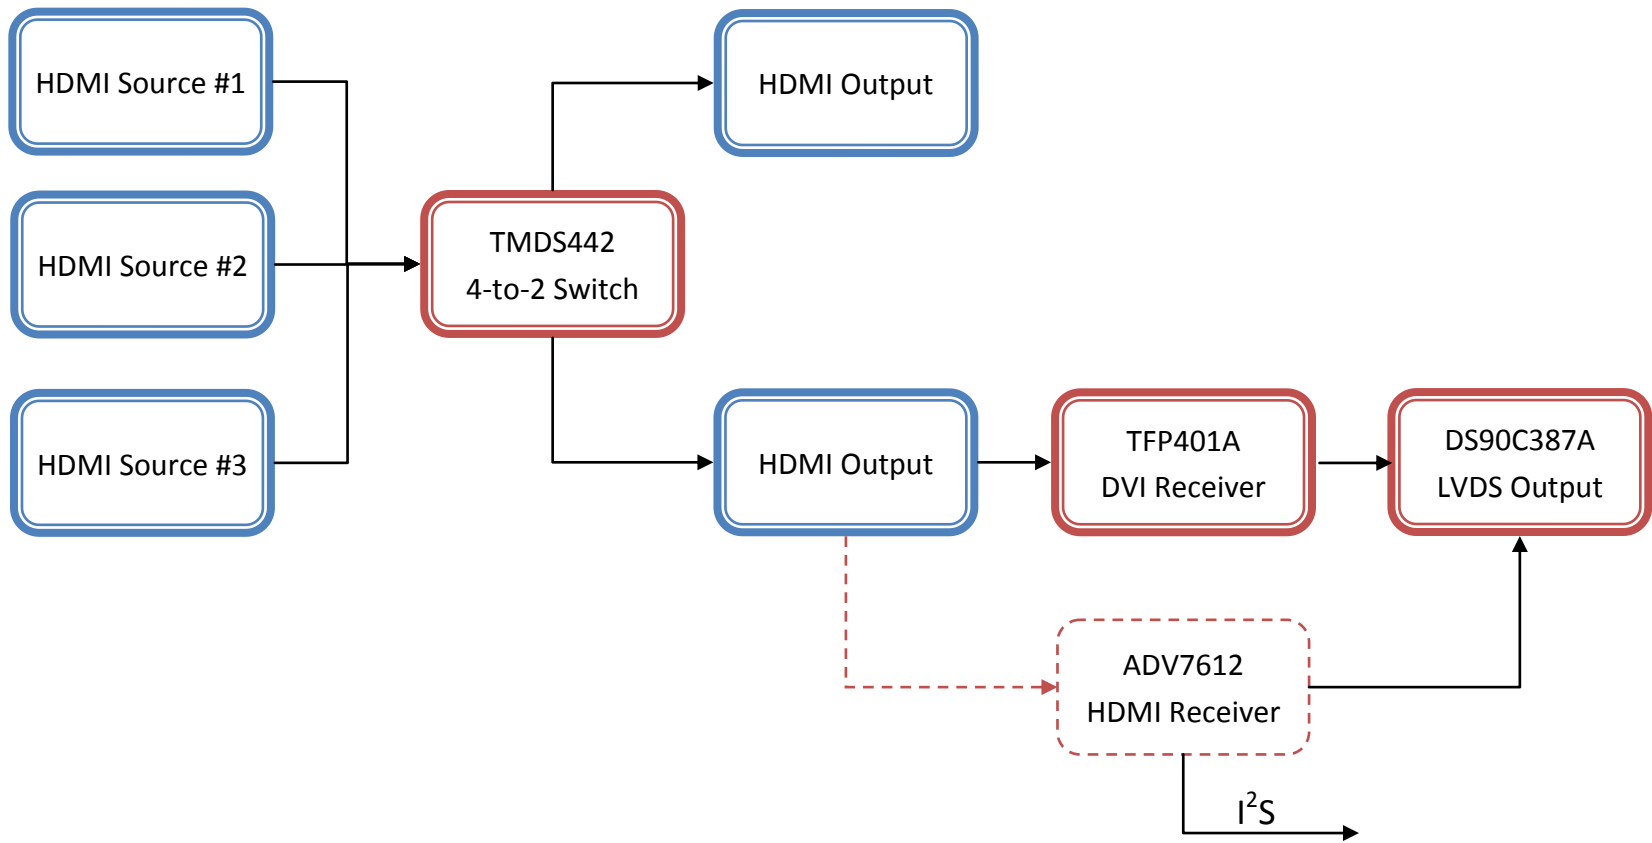 HDMI Source #1
HDMI Output
HDMI Source #2
TMDS442
4-to-2 Switch
HDMI Source #3
HDMI Output
TFP401A
DVI Receiver
DS90C387A
LVDS Output
ADV7612
HDMI Receiver
I²S